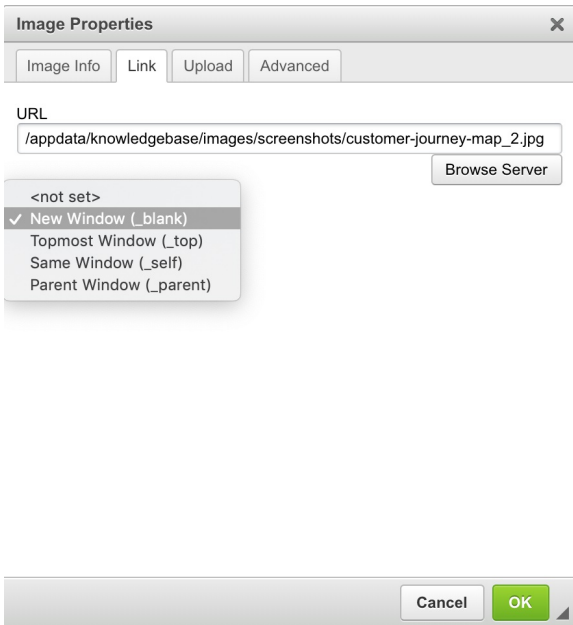 Image Properties
Image Info Link Upload Advanced
URL
/appdata/knowledgebase/images/screenshots/customer-journey-map_2.jpg
Browse Server
<not set>
New Window (_blank)
Topmost Window (_top)
Same Window (_self)
Parent Window (_parent)
Cancel OK